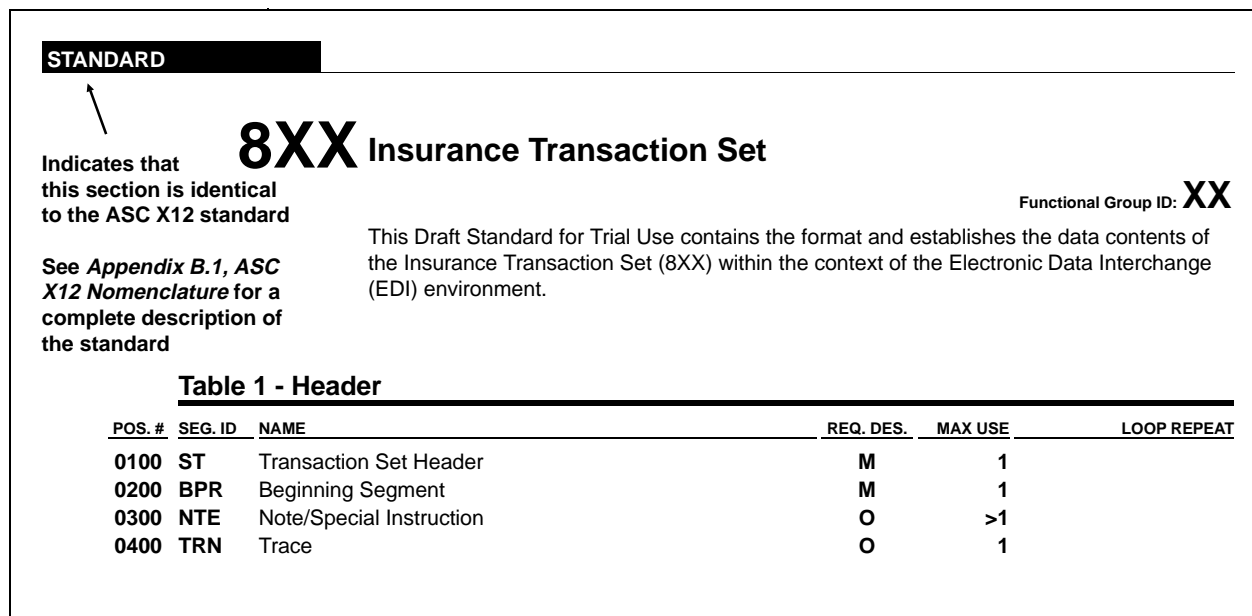 STANDARD
8XX Insurance Transaction Set
Indicates that
this section is identical
to the ASC X12 standard
See Appendix B.1, ASC
X12 Nomenclature for a
complete description of
the standard
Functional Group ID: XX
This Draft Standard for Trial Use contains the format and establishes the data contents of
the Insurance Transaction Set (8XX) within the context of the Electronic Data Interchange
(EDI) environment.
Table 1 - Header
POS. # SEG. ID NAME REQ. DES. MAX USE LOOP REPEAT
0100 ST Transaction Set Header M 1
0200 BPR Beginning Segment M 1
0300 NTE Note/Special Instruction O >1
0400 TRN Trace O 1